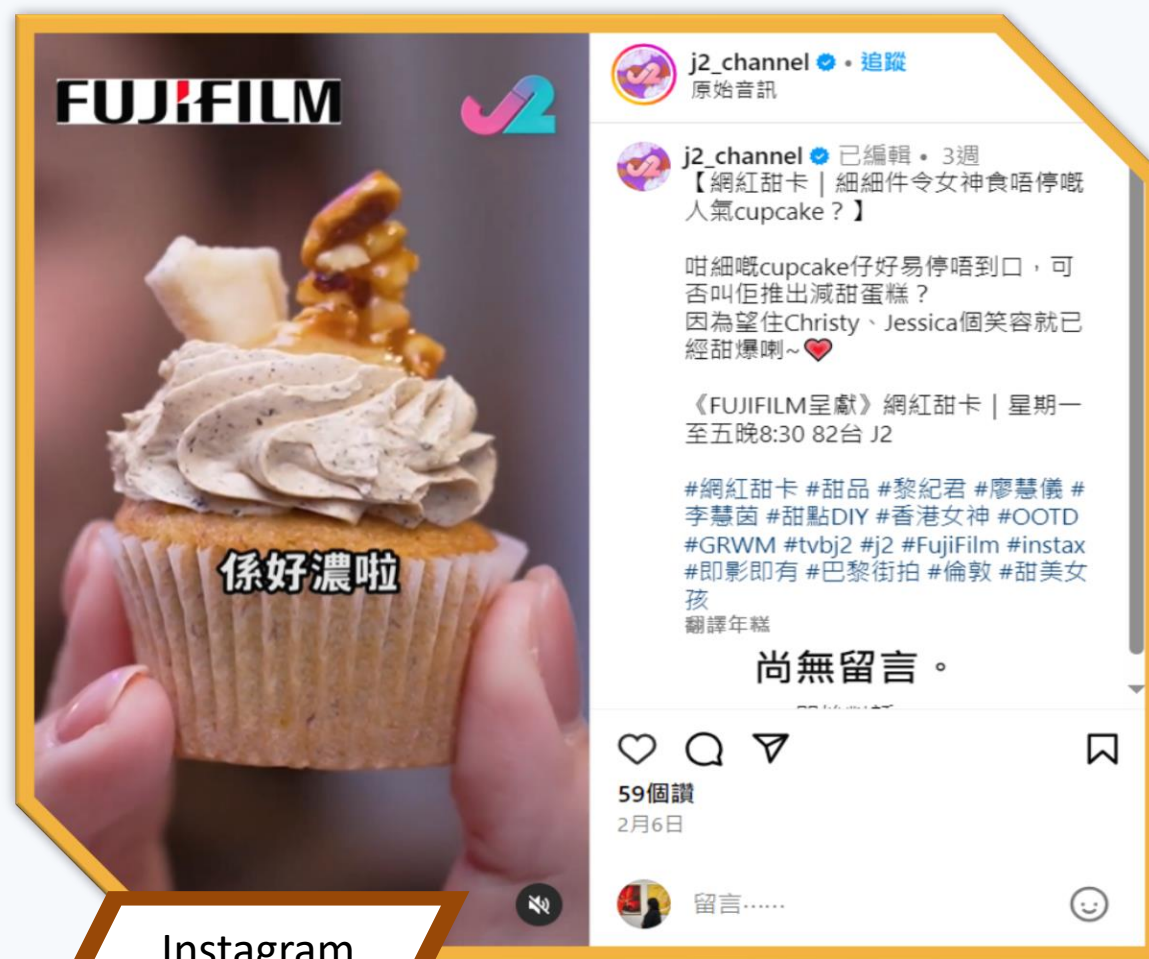 FUJIFILM
J2
係好濃啦
j2_channel • 追蹤
原始音訊
j2_channel 已編輯 • 3週
【網紅甜卡｜細細件令女神食唔停嘅
人氣cupcake？】
咁細嘅cupcake仔好易停唔到口，可
否叫佢推出減甜蛋糕？
因為望住Christy、Jessica個笑容就已
經甜爆喇~❤️
《FUJIFILM呈獻》網紅甜卡｜星期一
至五晚8:30 82台 J2
#網紅甜卡 #甜品 #黎紀君 #廖慧儀 #
李慧茵 #甜點DIY #香港女神 #OOTD
#GRWM #tvbj2 #j2 #FujiFilm #instax
#即影即有 #巴黎街拍 #倫敦 #甜美女
孩
翻譯年糕
尚無留言。
59個讚
2月6日
留言……
Instagram